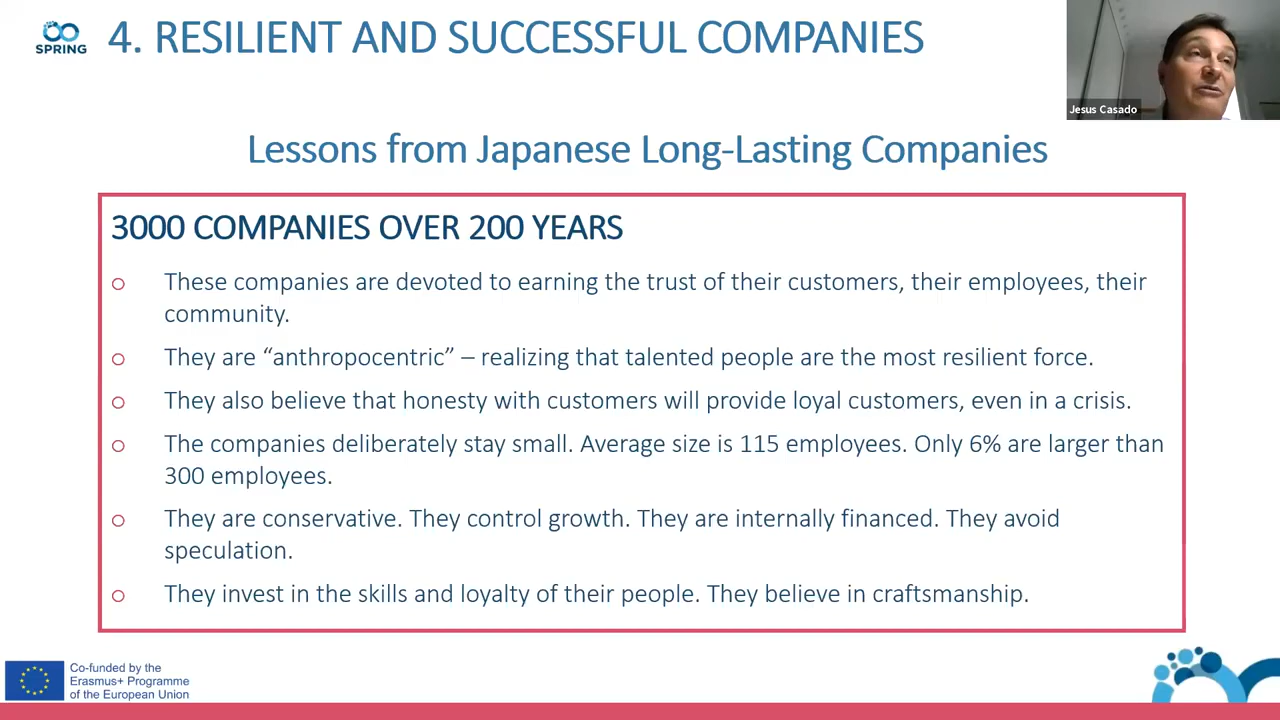 SPRING
4. RESILIENT AND SUCCESSFUL COMPANIES
Jesus Casado
Lessons from Japanese Long-Lasting Companies
3000 COMPANIES OVER 200 YEARS
o These companies are devoted to earning the trust of their customers, their employees, their
community.
o They are “anthropocentric” – realizing that talented people are the most resilient force.
o They also believe that honesty with customers will provide loyal customers, even in a crisis.
o The companies deliberately stay small. Average size is 115 employees. Only 6% are larger than
300 employees.
o They are conservative. They control growth. They are internally financed. They avoid
speculation.
o They invest in the skills and loyalty of their people. They believe in craftsmanship.
Co-funded by the
Erasmus+ Programme
of the European Union